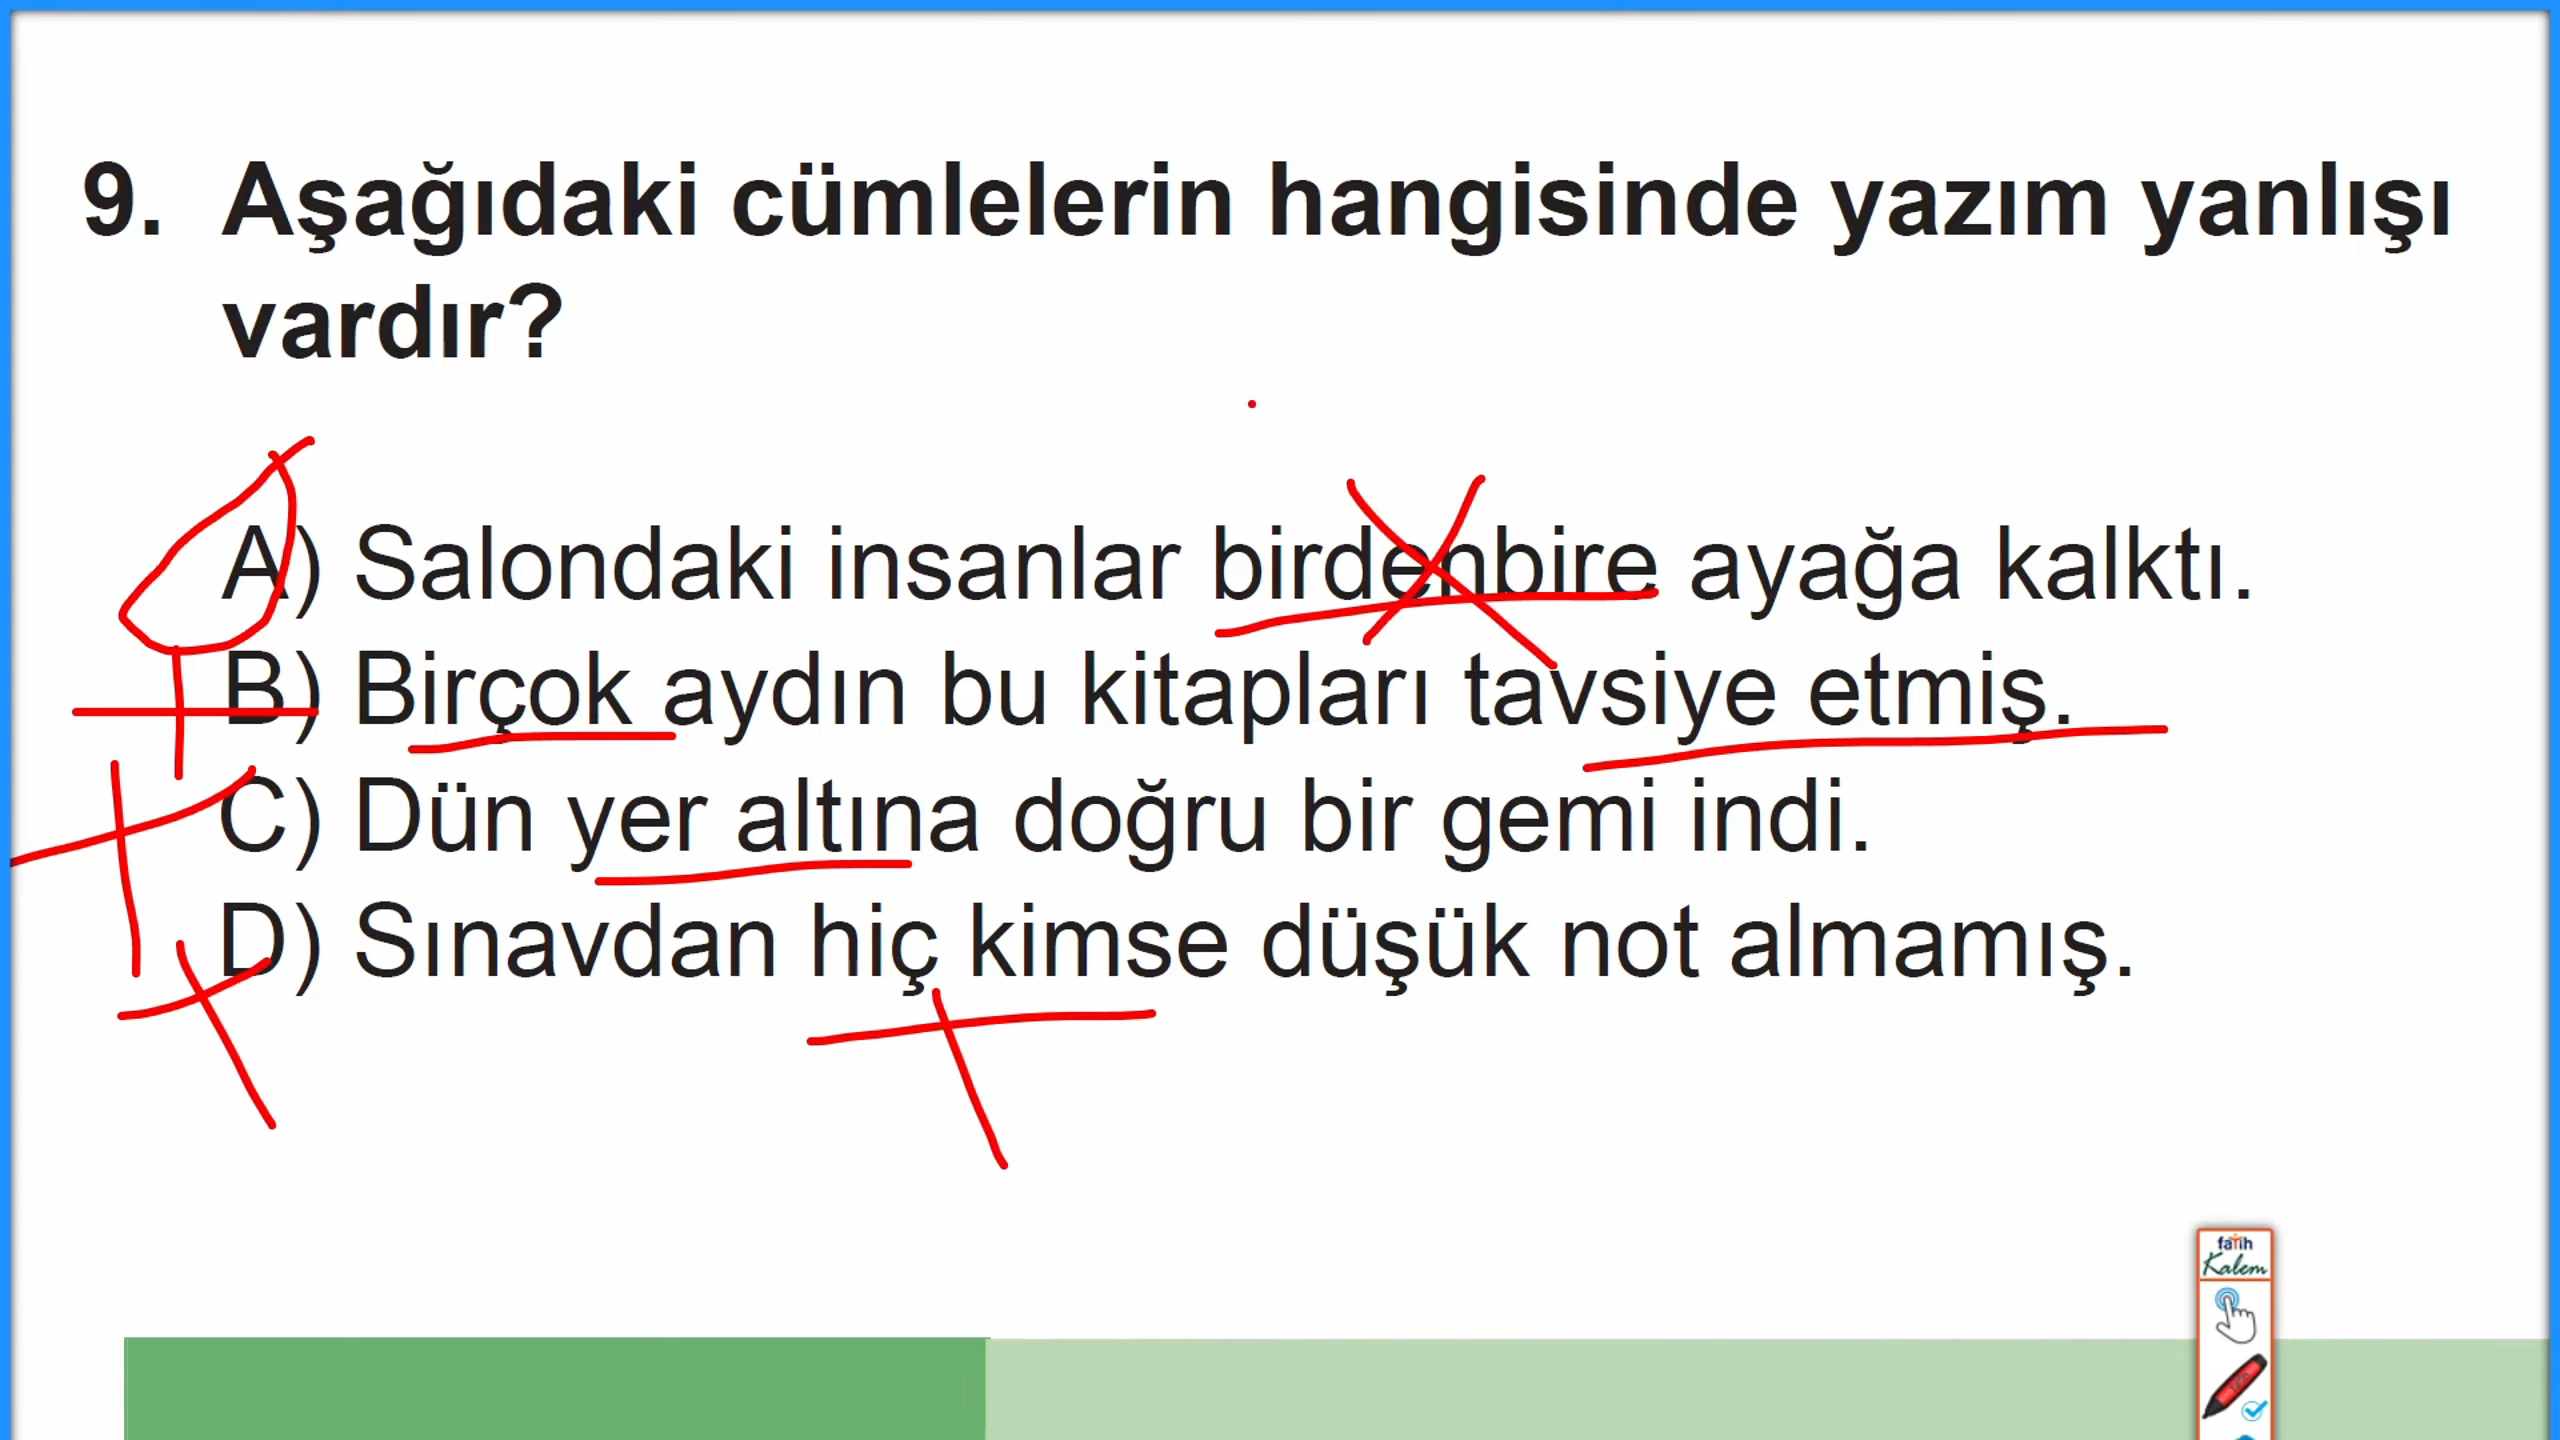 9. Aşağıdaki cümlelerin hangisinde yazım yanlışı
vardır?
A) Salondaki insanlar birdenbire ayağa kalktı.
B) Birçok aydın bu kitapları tavsiye etmiş.
C) Dün yer altına doğru bir gemi indi.
D) Sınavdan hiç kimse düşük not almamış.
fatih
Kalem